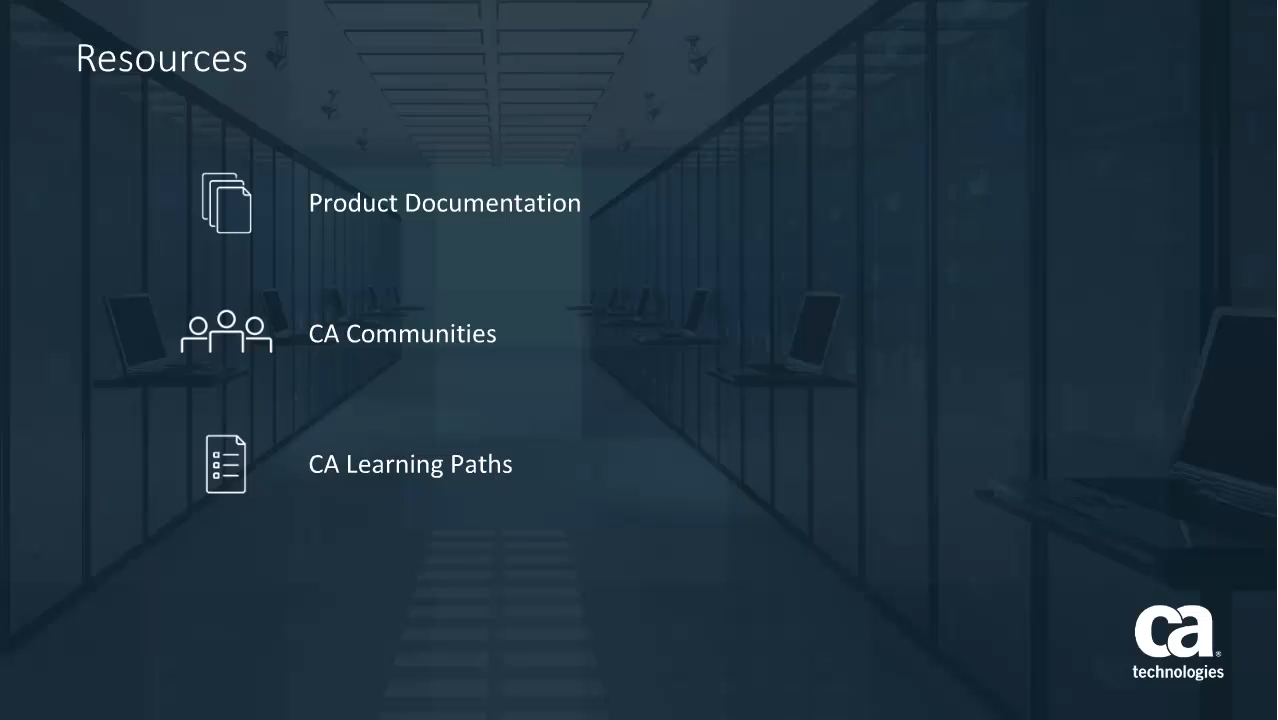 Resources
Product Documentation
CA Communities
CA Learning Paths
ca
technologies